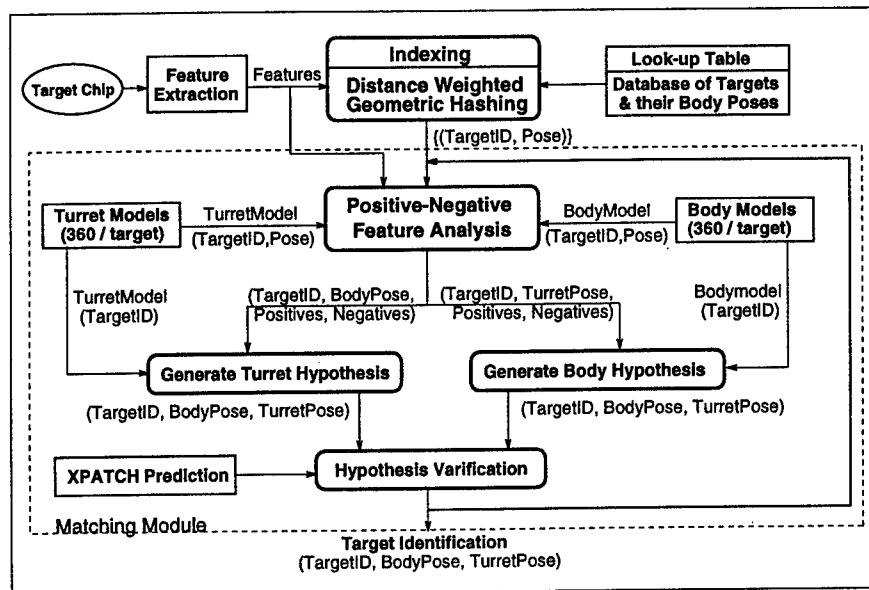 Indexing
Distance Weighted
Geometric Hashing
Look-up Table
Database of Targets
& their Body Poses
Target Chip
Feature
Extraction
Features
{(TargetID, Pose)}
Turret Models
(360 / target)
TurretModel
(TargetID,Pose)
Positive-Negative
Feature Analysis
BodyModel
(TargetID,Pose)
Body Models
(360 / target)
TurretModel
(TargetID)
(TargetID, BodyPose,
Positives, Negatives)
(TargetID, TurretPose,
Positives, Negatives)
Bodymodel
(TargetID)
Generate Turret Hypothesis
Generate Body Hypothesis
(TargetID, BodyPose, TurretPose)
(TargetID, BodyPose, TurretPose)
XPATCH Prediction
Hypothesis Varification
Matching Module
Target Identification
(TargetID, BodyPose, TurretPose)